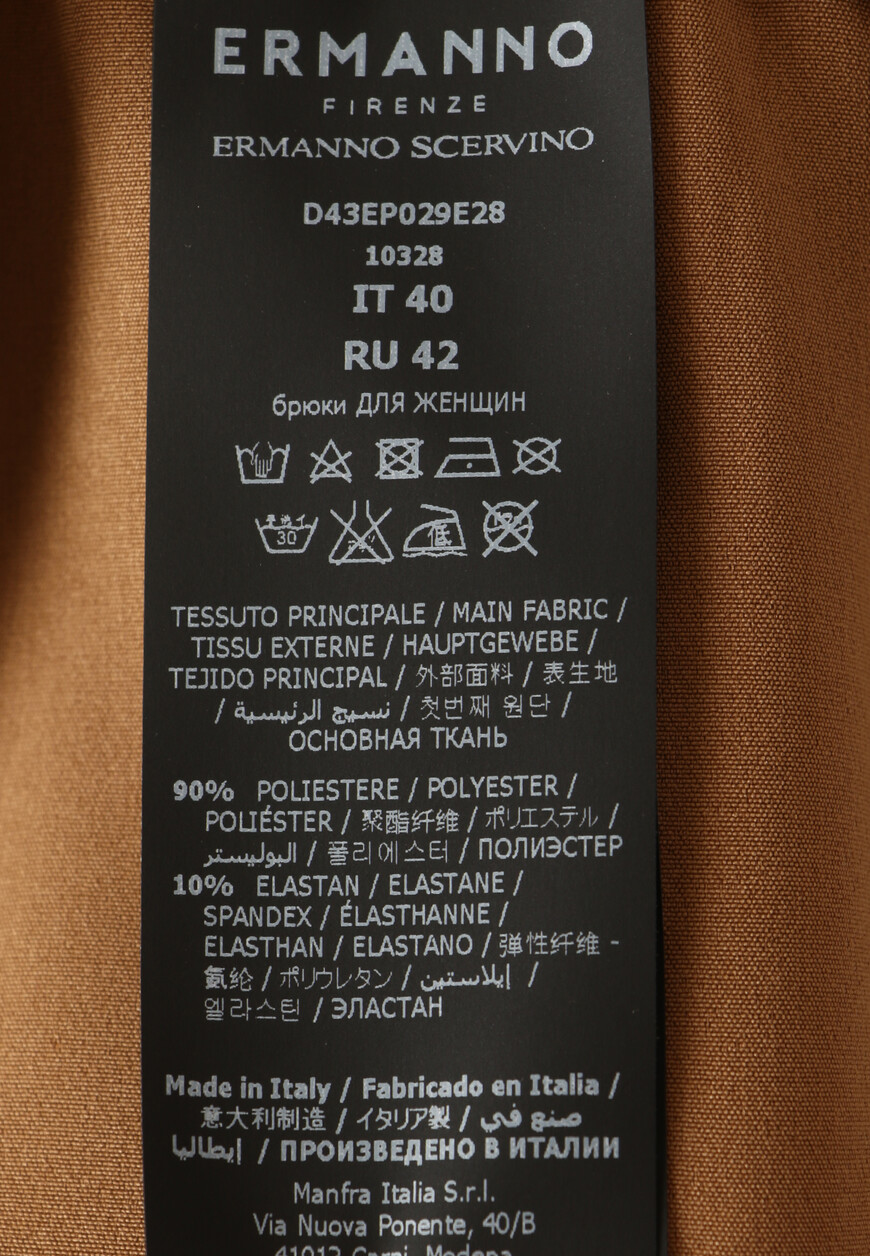 ERMANNO
FIRENZE
ERMANNO SCERVINO
D43EP029E28
10328
IT 40
RU 42
брюки ДЛЯ ЖЕНЩИН
30
低
TESSUTO PRINCIPALE / MAIN FABRIC /
TISSU EXTERNE / HAUPTGEWEBE /
TEJIDO PRINCIPAL / 外部面料 / 表生地
/ نسيج الرئيسية / 첫번째 원단 /
ОСНОВНАЯ ТКАНЬ
90% POLIESTERE / POLYESTER /
POLIÉSTER / 聚酯纤维 / ポリエステル /
البوليستر / 폴리에스터 / ПОЛИЭСТЕР
10% ELASTAN / ELASTANE /
SPANDEX / ÉLASTHANNE /
ELASTHAN / ELASTANO / 弹性纤维 -
氨纶 / ポリウレタン / إيلاستين /
엘라스틴 / ЭЛАСТАН
Made in Italy / Fabricado en Italia /
意大利制造 / イタリア製 / صنع في
إيطاليا / ПРОИЗВЕДЕНО В ИТАЛИИ
Manfra Italia S.r.l.
Via Nuova Ponente, 40/B
41012 Carpi, Modena